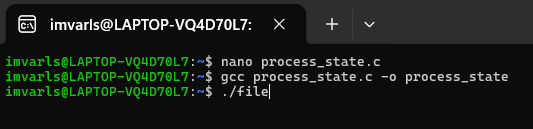 imvarls@LAPTOP-VQ4D70L7:
imvarls@LAPTOP-VQ4D70L7:~$ nano process_state.c
imvarls@LAPTOP-VQ4D70L7:~$ gcc process_state.c -o process_state
imvarls@LAPTOP-VQ4D70L7:~$ ./file